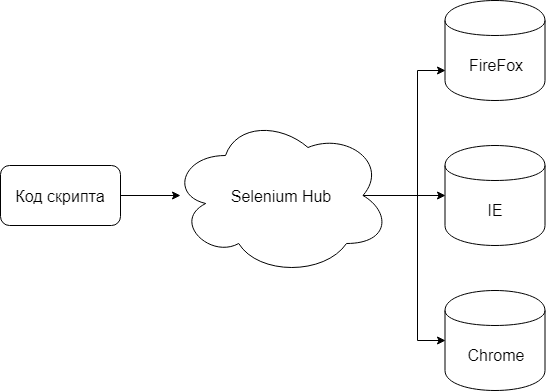 Код скрипта
Selenium Hub
FireFox
IE
Chrome